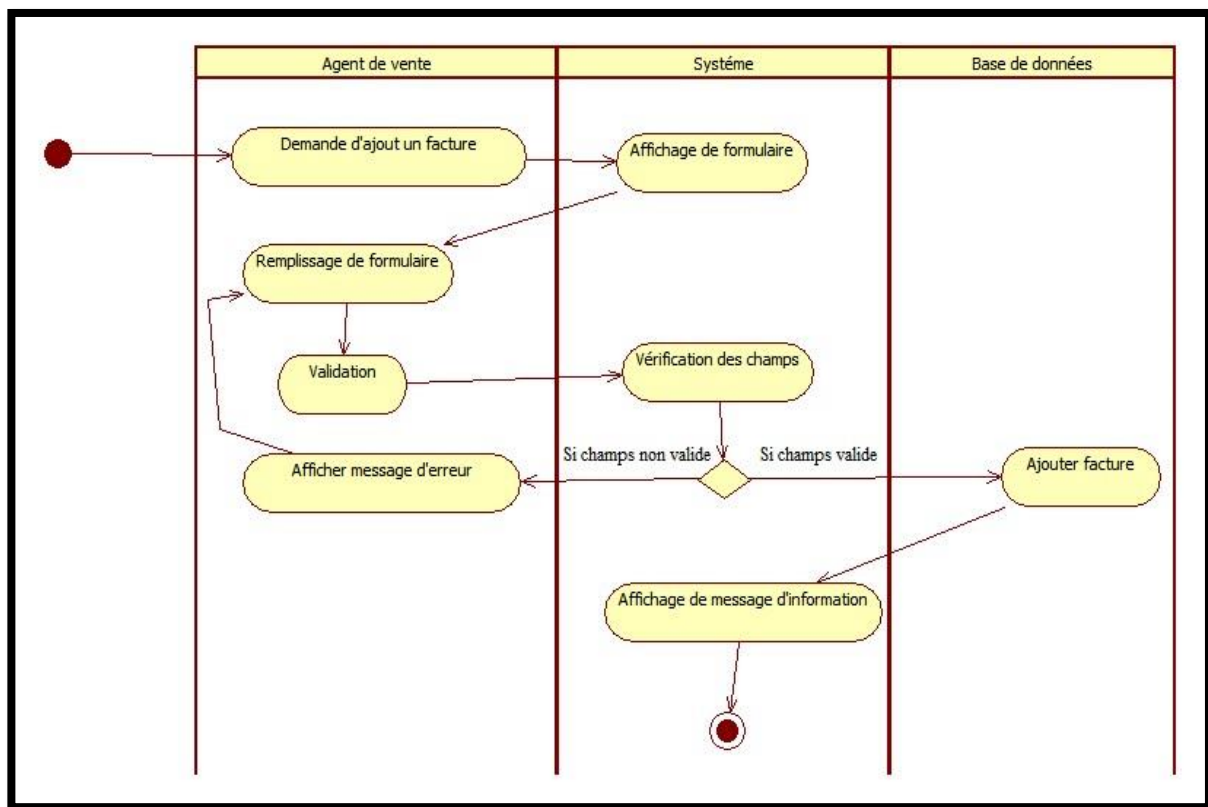 Agent de vente
Systéme
Base de données
Demande d'ajout un facture
Affichage de formulaire
Remplissage de formulaire
Validation
Vérification des champs
Si champs non valide
Si champs valide
Afficher message d'erreur
Ajouter facture
Affichage de message d'information